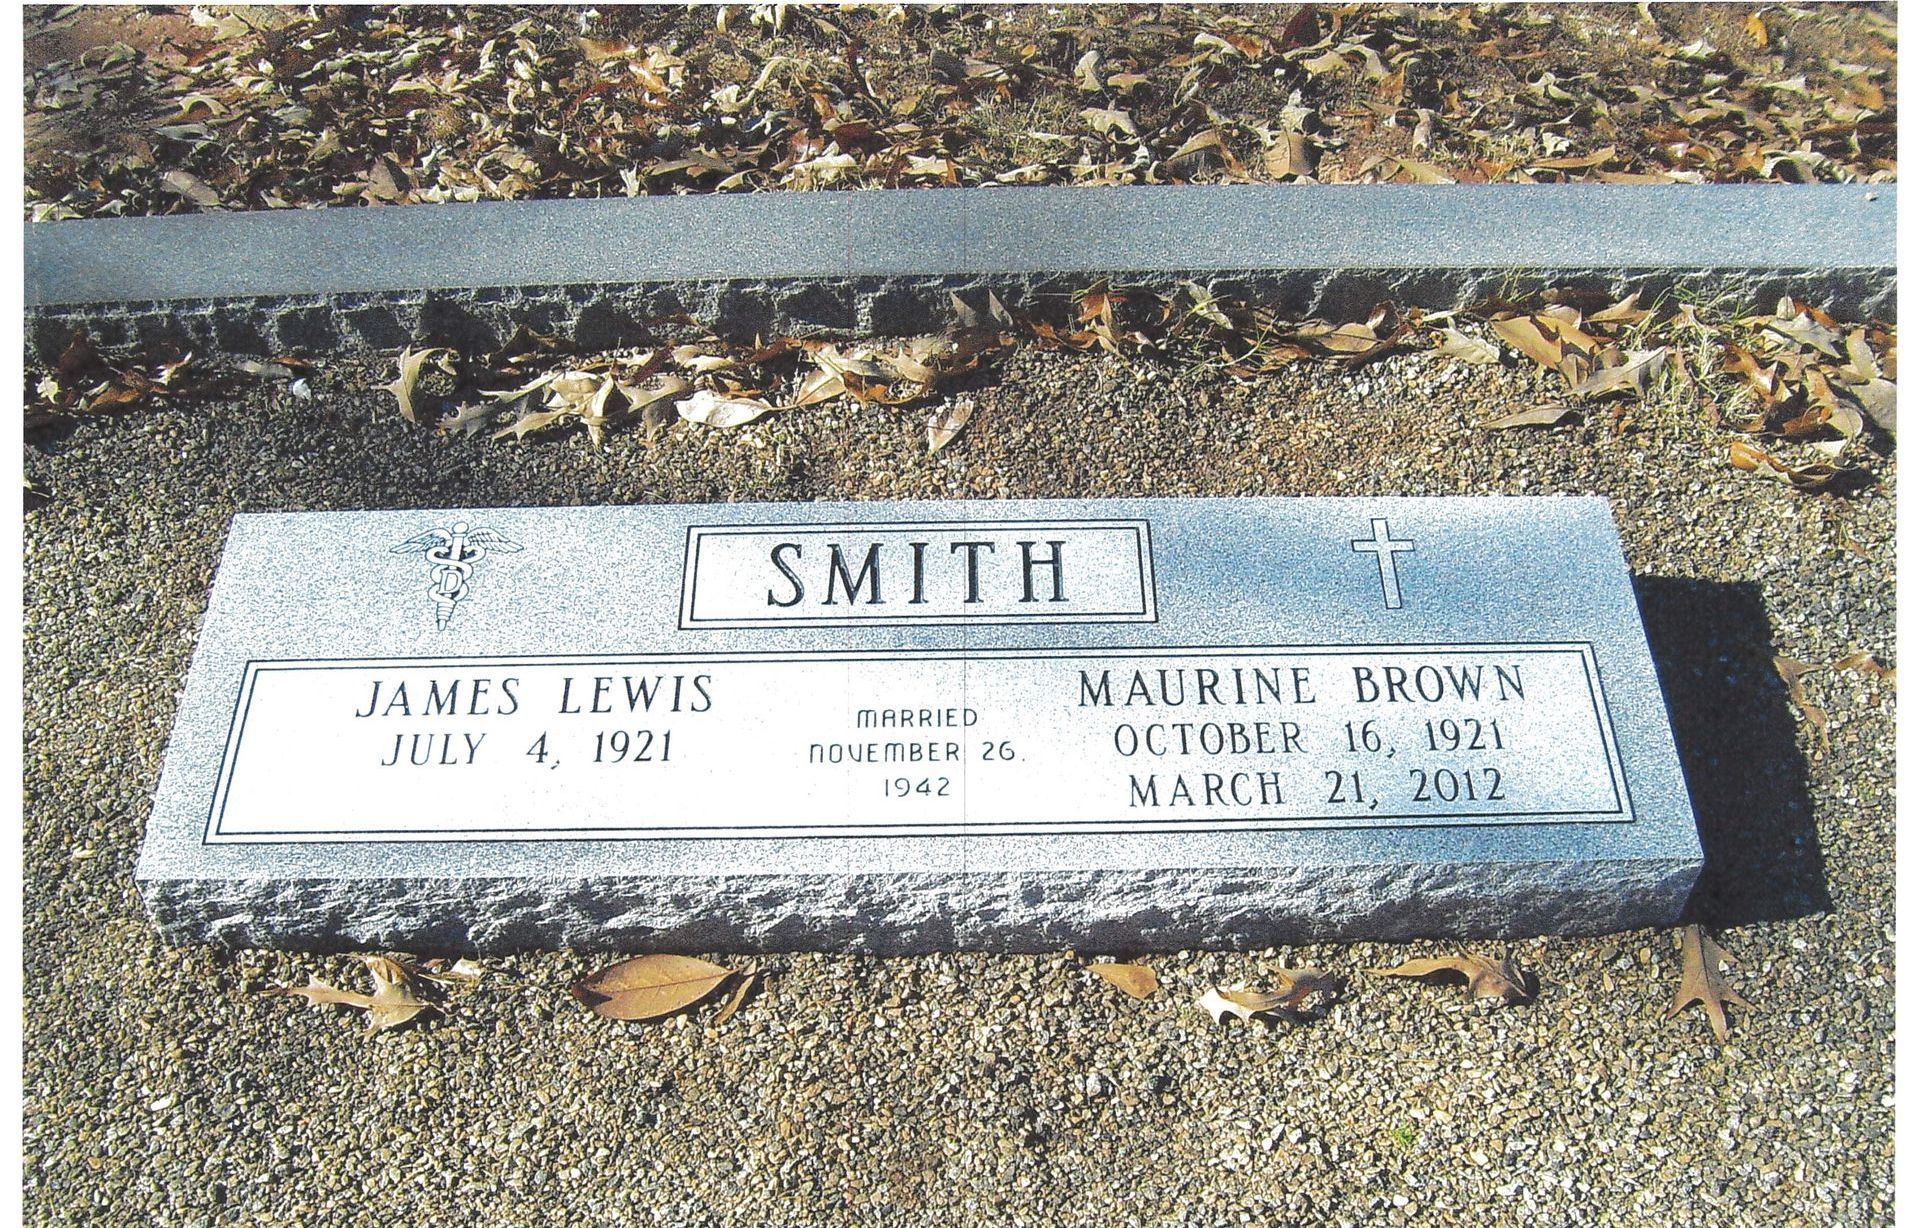 D
SMITH
JAMES LEWIS
JULY 4, 1921
MARRIED
NOVEMBER 26.
1942
MAURINE BROWN
OCTOBER 16, 1921
MARCH 21, 2012